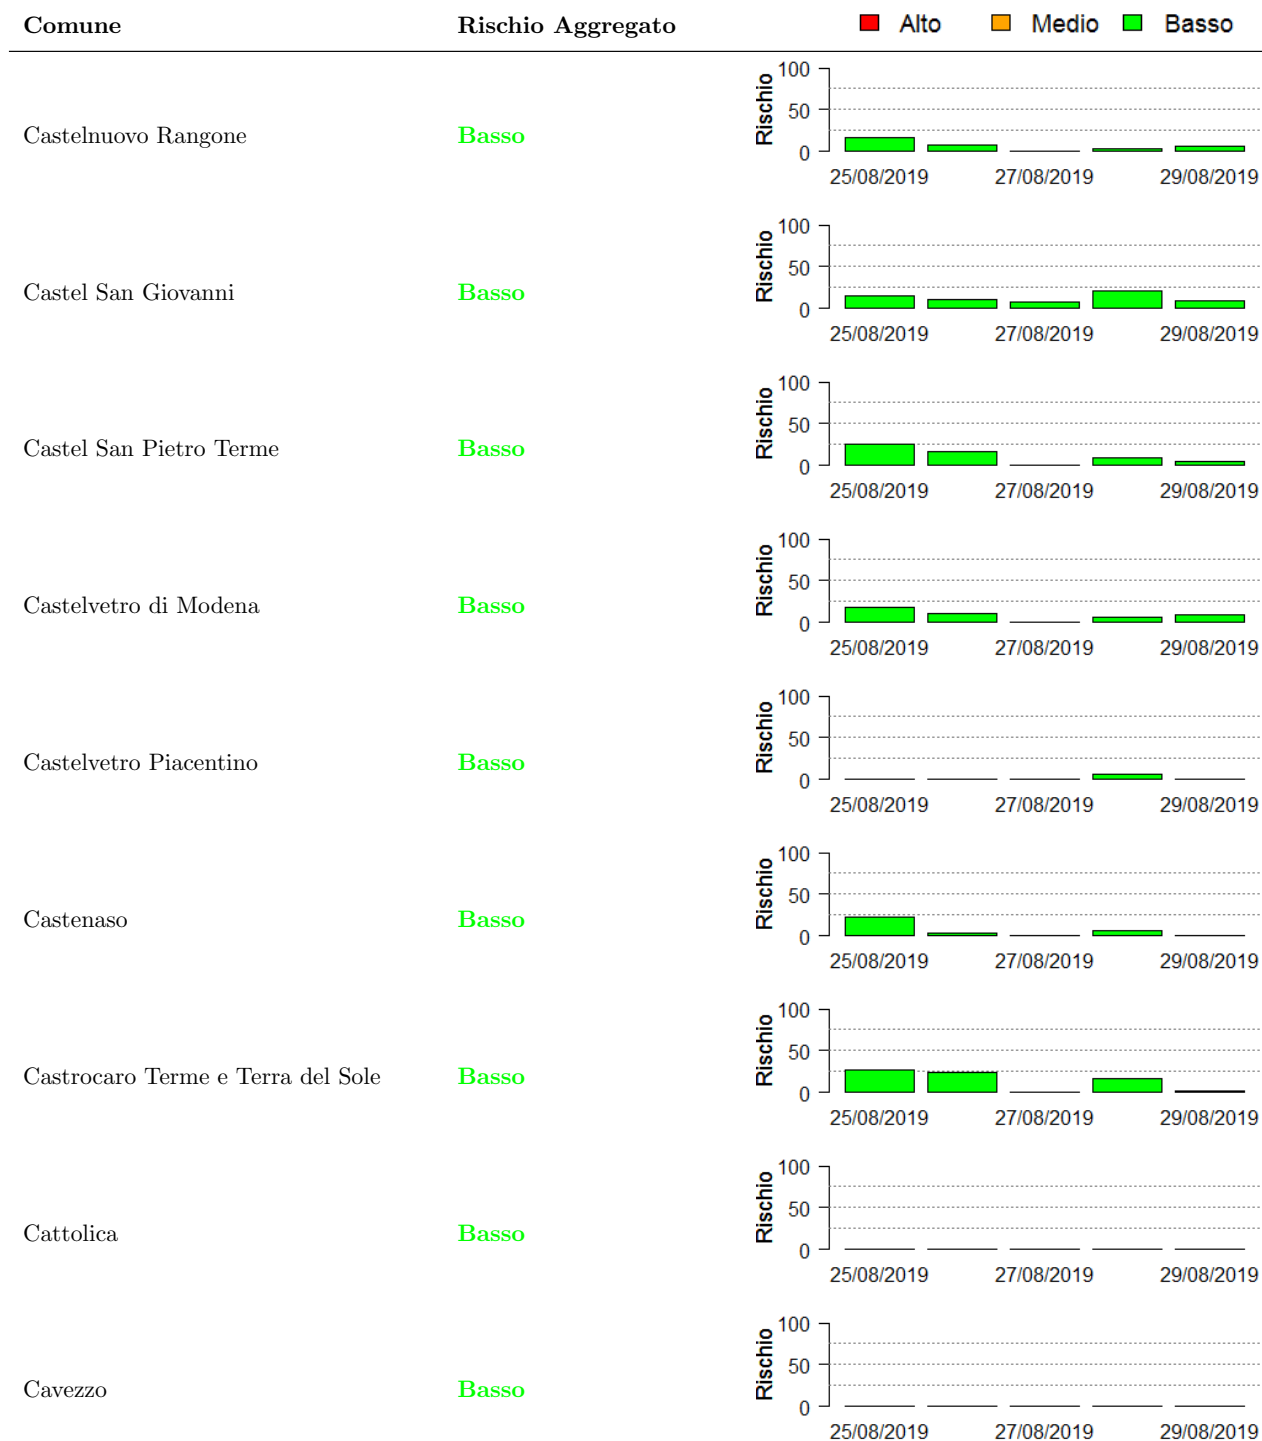 Comune Rischio Aggregato Alto Medio Basso
100
50
0
Rischio
Castelnuovo Rangone Basso
25/08/2019 27/08/2019 29/08/2019
100
50
0
Rischio
Castel San Giovanni Basso
25/08/2019 27/08/2019 29/08/2019
100
50
0
Rischio
Castel San Pietro Terme Basso
25/08/2019 27/08/2019 29/08/2019
100
50
0
Rischio
Castelvetro di Modena Basso
25/08/2019 27/08/2019 29/08/2019
100
50
0
Rischio
Castelvetro Piacentino Basso
25/08/2019 27/08/2019 29/08/2019
100
50
0
Rischio
Castenaso Basso
25/08/2019 27/08/2019 29/08/2019
100
50
0
Rischio
Castrocaro Terme e Terra del Sole Basso
25/08/2019 27/08/2019 29/08/2019
100
50
0
Rischio
Cattolica Basso
25/08/2019 27/08/2019 29/08/2019
100
50
0
Rischio
Cavezzo Basso
25/08/2019 27/08/2019 29/08/2019